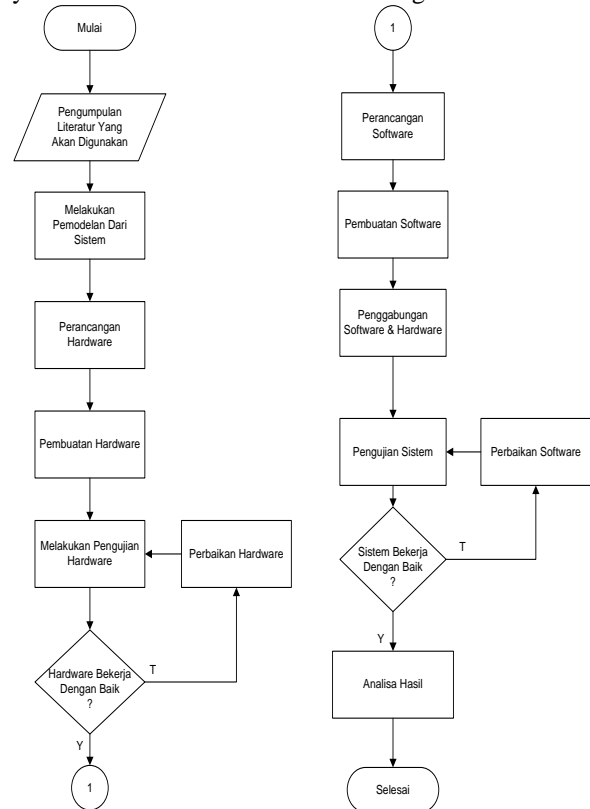 Mulai
Pengumpulan
Literatur Yang
Akan Digunakan
Melakukan
Pemodelan Dari
Sistem
Perancangan
Hardware
Pembuatan Hardware
Melakukan Pengujian
Hardware
Perbaikan Hardware
Hardware Bekerja
Dengan Baik
?
T
Y
1
1
Perancangan
Software
Pembuatan Software
Penggabungan
Software & Hardware
Pengujian Sistem
Perbaikan Software
Sistem Bekerja
Dengan Baik
?
T
Y
Analisa Hasil
Selesai